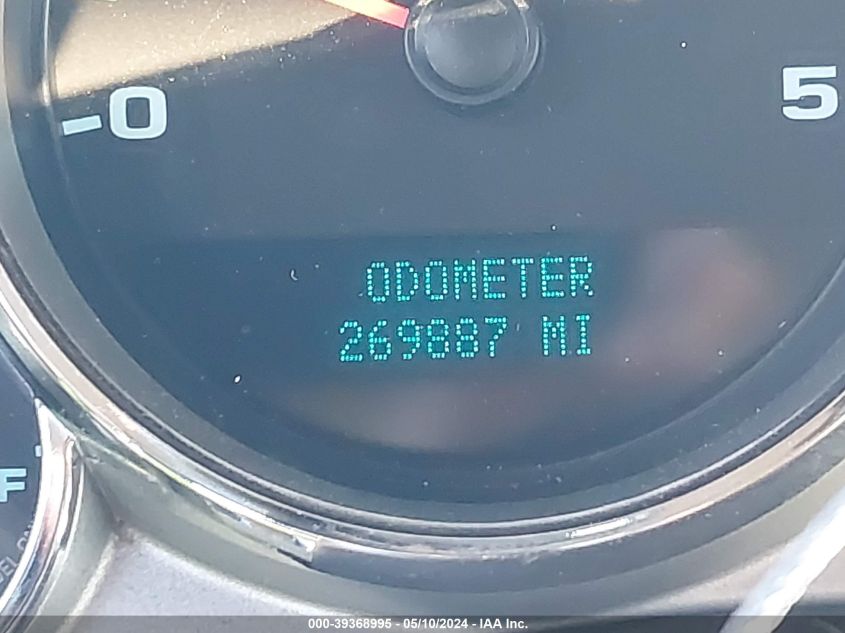 -0
5
ODOMETER
269887 MI
F
000-39368995 - 05/10/2024 - IAA Inc.